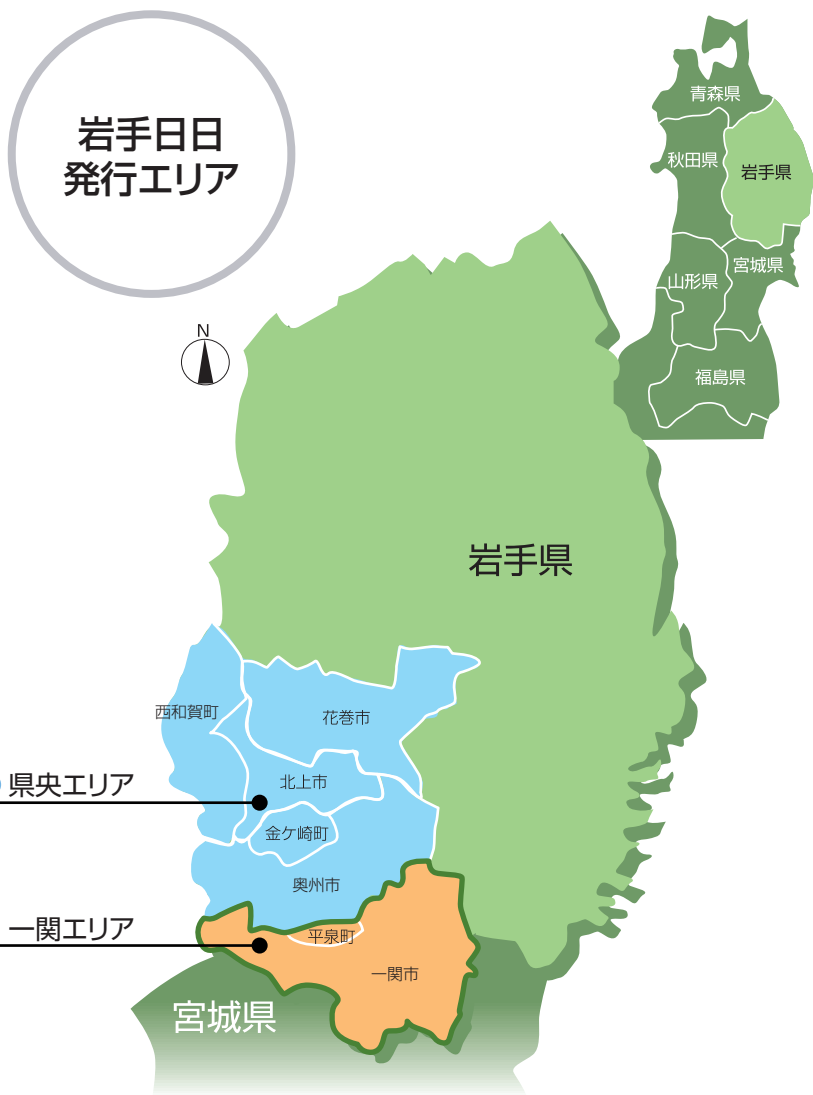 岩手日日
発行エリア
青森県
秋田県
岩手県
宮城県
山形県
福島県
N
岩手県
西和賀町
花巻市
北上市
県央エリア
金ケ崎町
奥州市
一関エリア
平泉町
一関市
宮城県